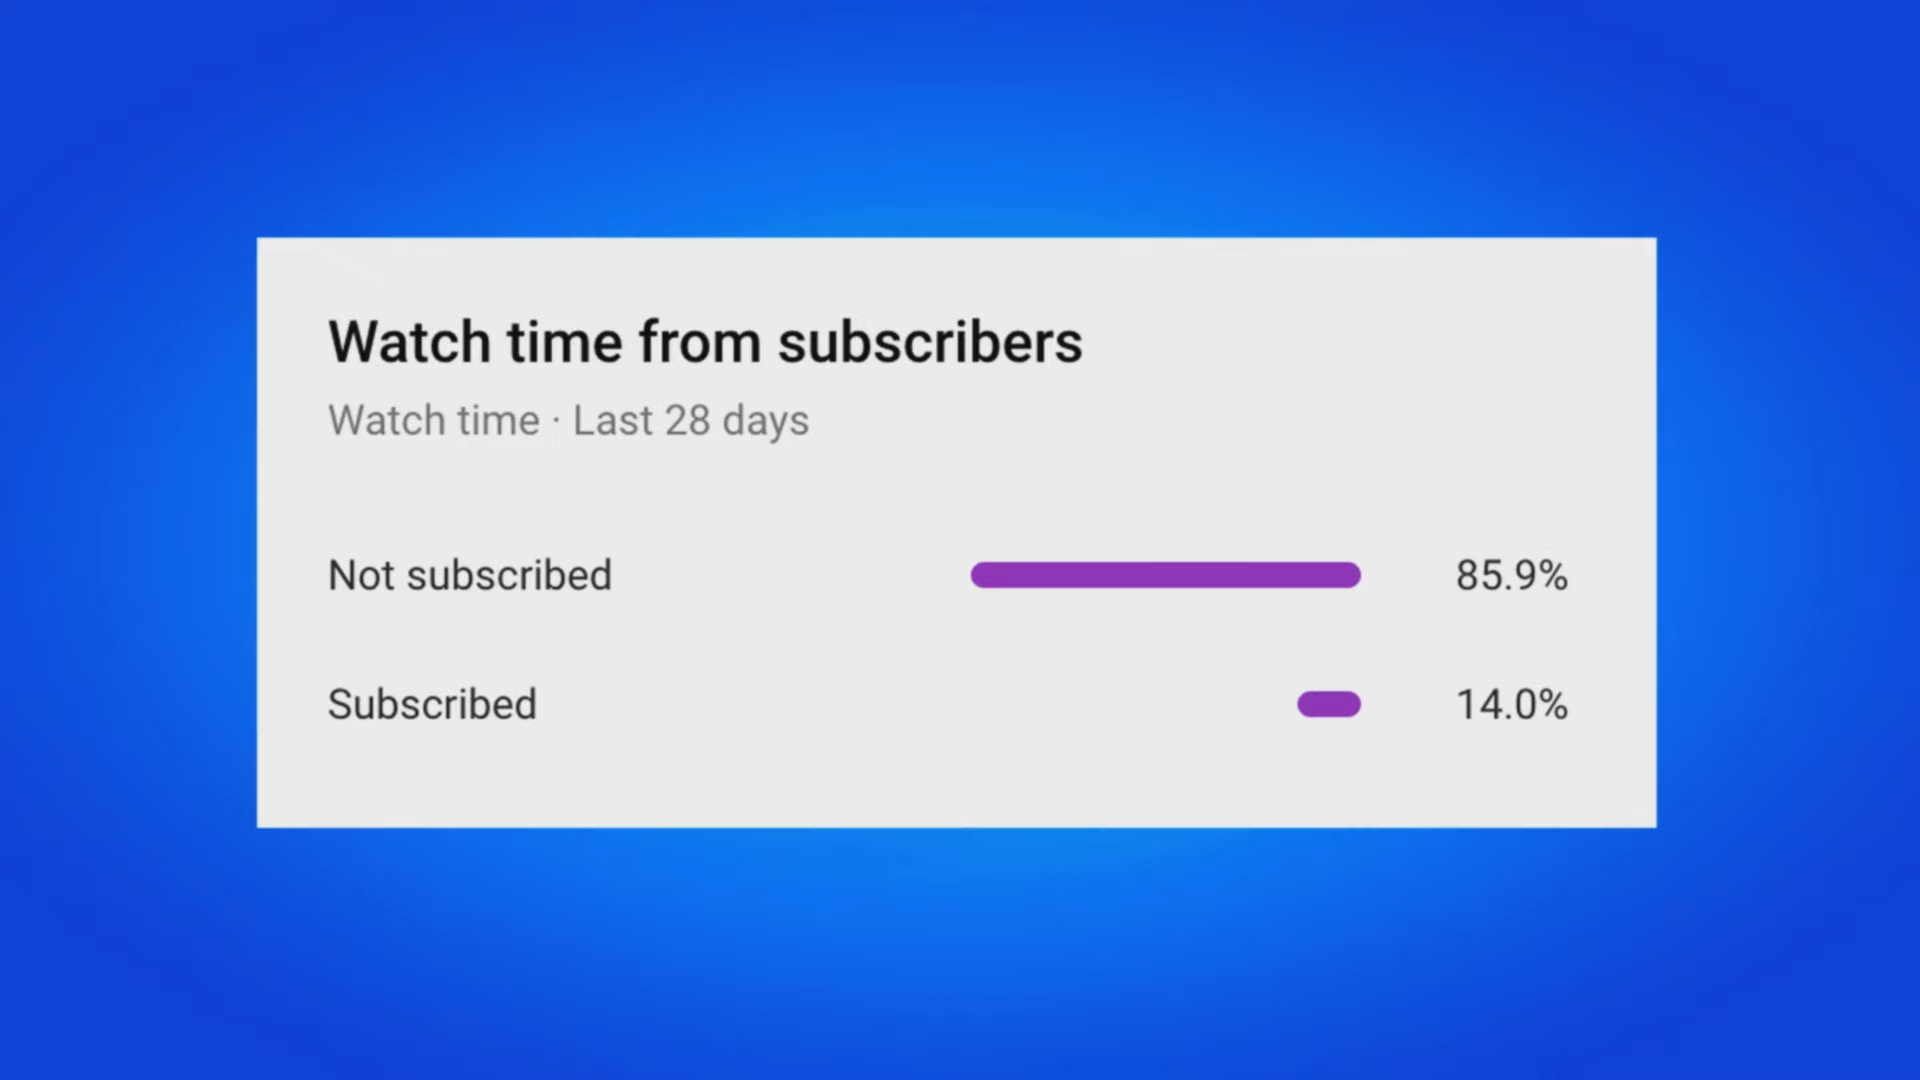 Watch time from subscribers
Watch time · Last 28 days
Not subscribed 85.9%
Subscribed 14.0%